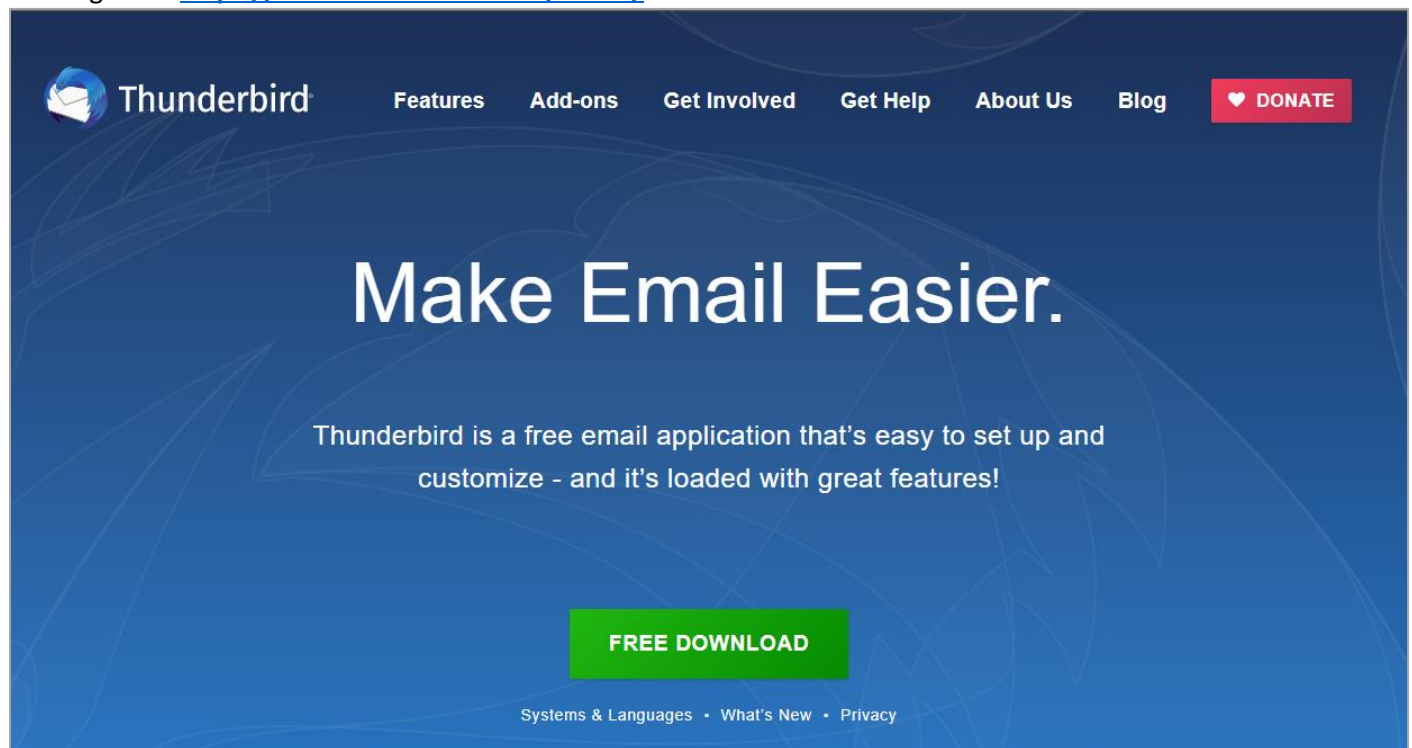 Thunderbird
Features Add-ons Get Involved Get Help About Us Blog DONATE
Make Email Easier.
Thunderbird is a free email application that's easy to set up and
customize - and it's loaded with great features!
FREE DOWNLOAD
Systems & Languages • What's New • Privacy